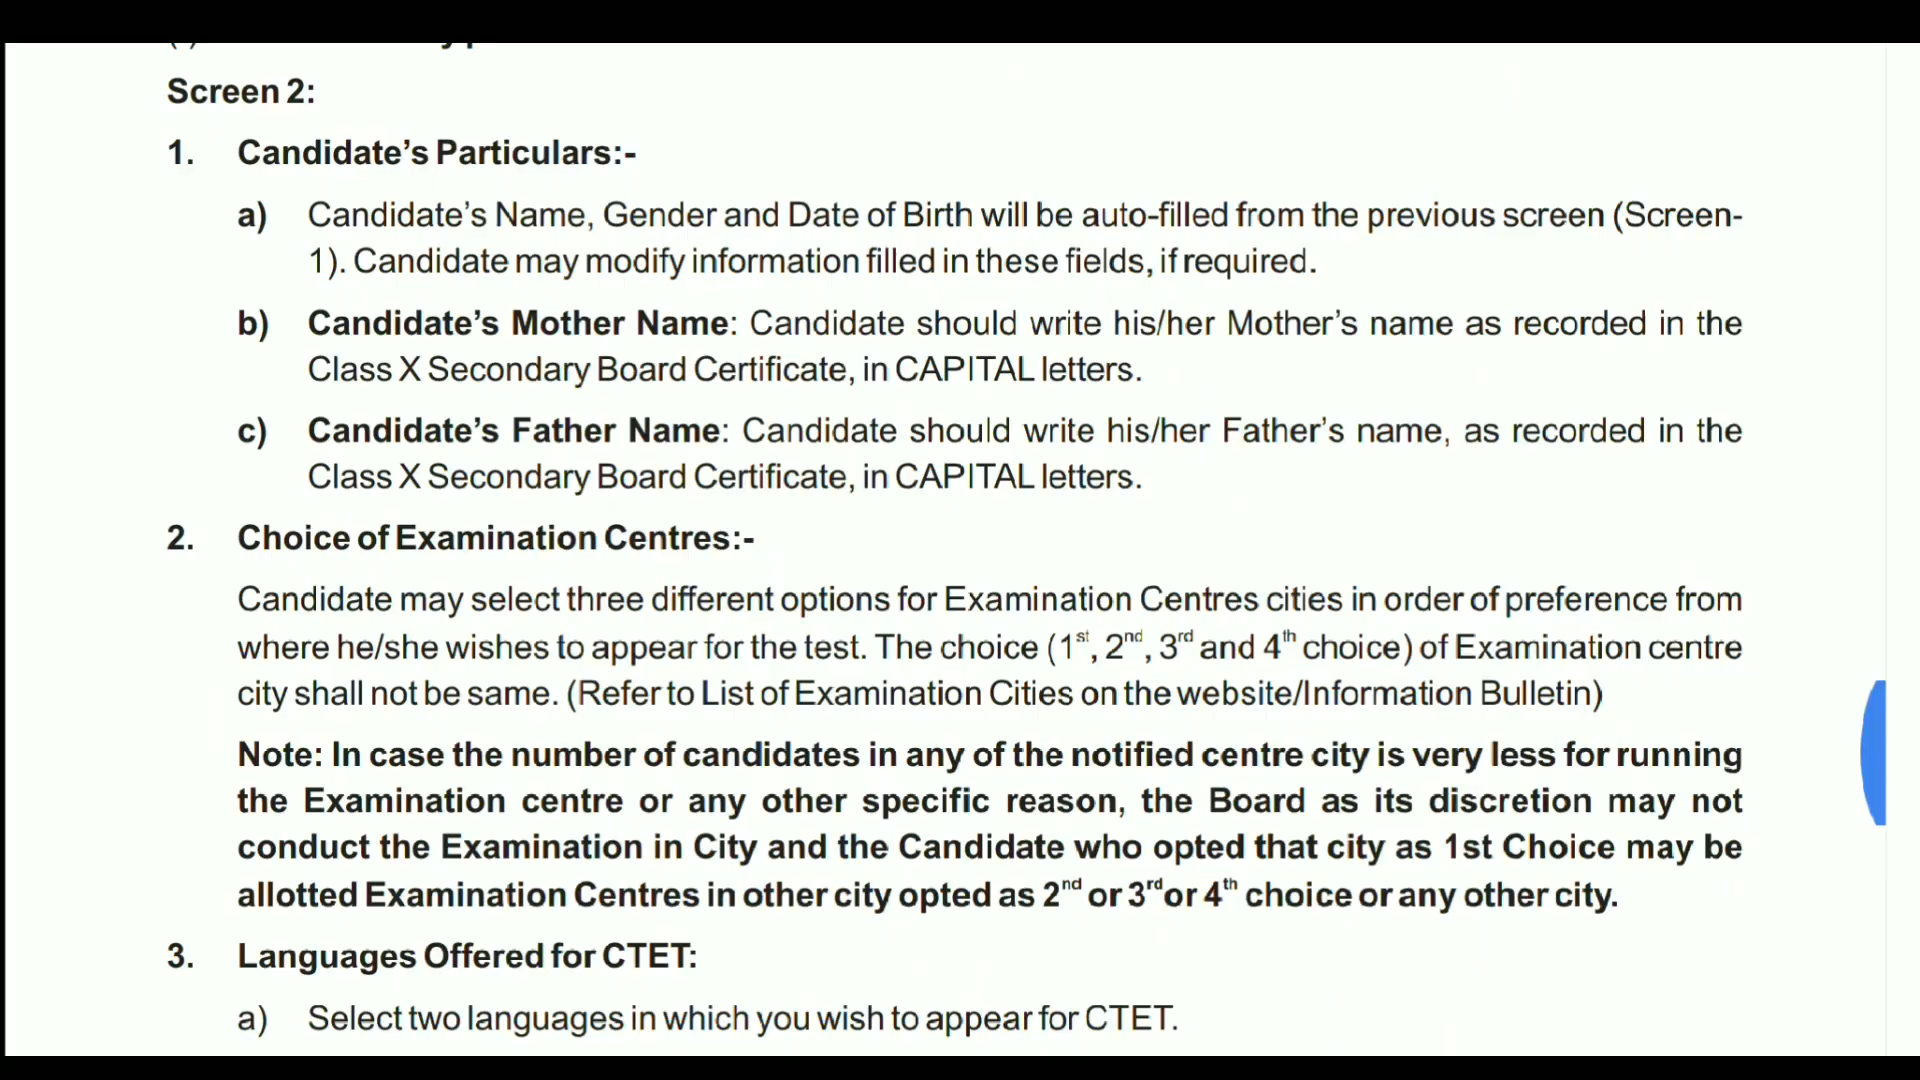 Screen 2:
1. Candidate’s Particulars:-
a) Candidate’s Name, Gender and Date of Birth will be auto-filled from the previous screen (Screen-
1). Candidate may modify information filled in these fields, if required.
b) Candidate’s Mother Name: Candidate should write his/her Mother’s name as recorded in the
Class X Secondary Board Certificate, in CAPITAL letters.
c) Candidate’s Father Name: Candidate should write his/her Father’s name, as recorded in the
Class X Secondary Board Certificate, in CAPITAL letters.
2. Choice of Examination Centres:-
Candidate may select three different options for Examination Centres cities in order of preference from
where he/she wishes to appear for the test. The choice (1st, 2nd, 3rd and 4th choice) of Examination centre
city shall not be same. (Refer to List of Examination Cities on the website/Information Bulletin)
Note: In case the number of candidates in any of the notified centre city is very less for running
the Examination centre or any other specific reason, the Board as its discretion may not
conduct the Examination in City and the Candidate who opted that city as 1st Choice may be
allotted Examination Centres in other city opted as 2nd or 3rd or 4th choice or any other city.
3. Languages Offered for CTET:
a) Select two languages in which you wish to appear for CTET.